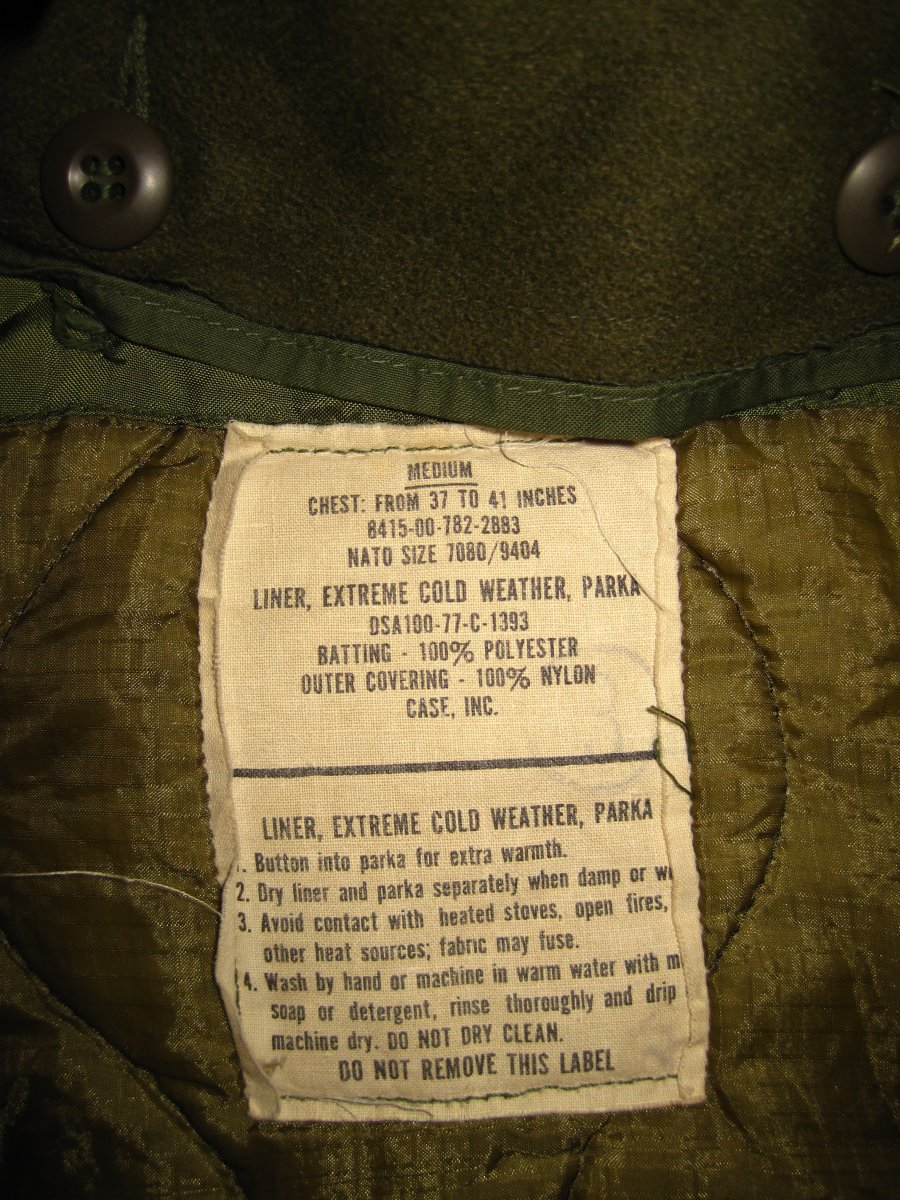 MEDIUM
CHEST: FROM 37 TO 41 INCHES
8415-00-782-2883
NATO SIZE 7080/9404
LINER, EXTREME COLD WEATHER, PARKA
DSA100-77-C-1393
BATTING - 100% POLYESTER
OUTER COVERING - 100% NYLON
CASE, INC.
3
LINER, EXTREME COLD WEATHER, PARKA
1. Button into parka for extra warmth.
2. Dry liner and parka separately when damp or
3. Avoid contact with heated stoves, open fires,
other heat sources; fabric may fuse.
4. Wash by hand or machine in warm water with
soap or detergent, rinse thoroughly and drip
machine dry. DO NOT DRY CLEAN.
DO NOT REMOVE THIS LABEL